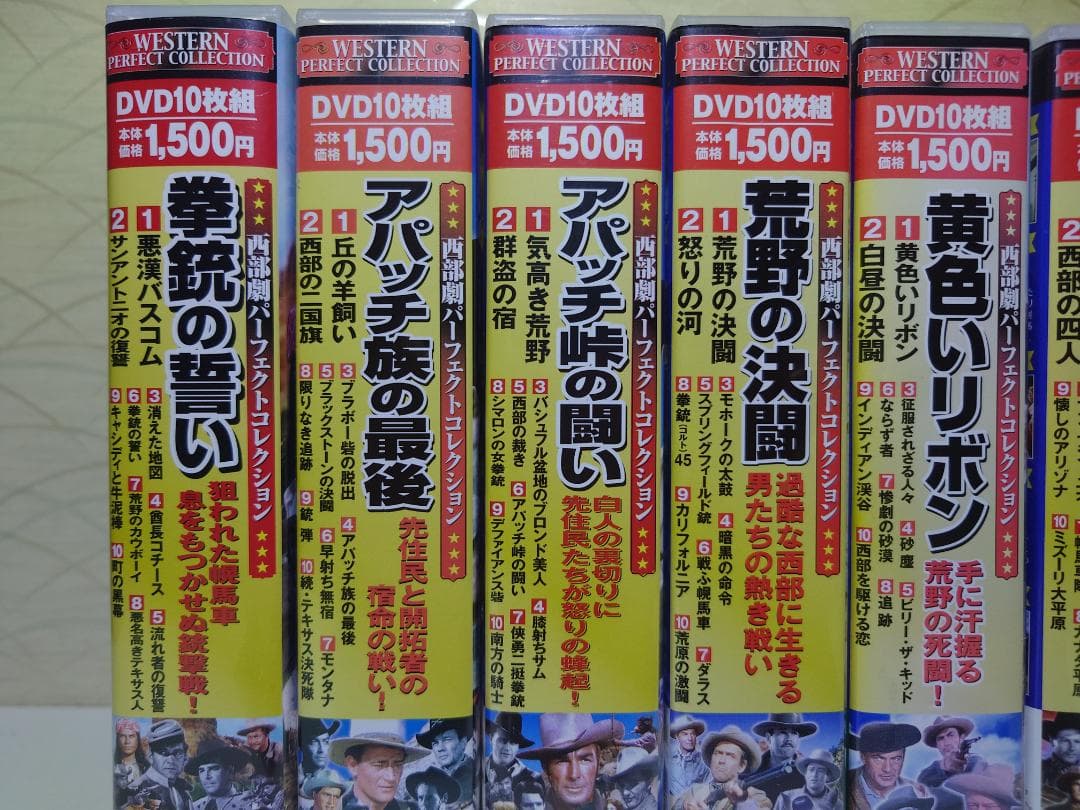 WESTERN
PERFECT COLLECTION
DVD10枚組
本体価格1,500円
西部劇パーフェクトコレクション
拳銃の誓い
1 悪漢バスコム
2 サンアントニオの復讐
3 消えた地図
4 酋長コチース
5 流れ者の復讐
6 拳銃の誓い
7 荒野のカウボーイ
8 悪名高きテキサス人
9 キャシディと牛泥棒
10 町の黒幕
狙われた幌馬車
息をもつかせぬ銃撃戦！
WESTERN
PERFECT COLLECTION
DVD10枚組
本体価格1,500円
西部劇パーフェクトコレクション
アパッチ族の最後
1 丘の羊飼い
2 西部の二国旗
3 ブラボー砦の脱出
4 アパッチ族の最後
5 ブラックストーンの決闘
6 早射ち無宿
7 モンタナ
8 限りなき追跡
9 銃弾
10 続・テキサス決死隊
先住民と開拓者の
宿命の戦い！
WESTERN
PERFECT COLLECTION
DVD10枚組
本体価格1,500円
西部劇パーフェクトコレクション
アパッチ峠の闘い
1 気高き荒野
2 群盗の宿
3 バシュフル盆地のブロンド美人
4 膝射ちサム
5 西部の裁き
6 アパッチ峠の闘い
7 侠勇二挺拳銃
8 シマロンの女拳銃
9 デファイアンス砦
10 南方の騎士
白人の裏切りに
先住民たちが怒りの蜂起！
WESTERN
PERFECT COLLECTION
DVD10枚組
本体価格1,500円
西部劇パーフェクトコレクション
荒野の決闘
1 荒野の決闘
2 怒りの河
3 モホークの太鼓
4 暗黒の命令
5 スプリングフィールド銃
6 戦ふ幌馬車
7 ダラス
8 拳銃（コルト）45
9 カリフォルニア
10 荒原の激闘
過酷な西部に生きる
男たちの熱き戦い
WESTERN
PERFECT COLLECTION
DVD10枚組
本体価格1,500円
西部劇パーフェクトコレクション
黄色いリボン
1 黄色いリボン
2 白昼の決闘
3 征服されざる人々
4 砂塵
5 ビリー・ザ・キッド
6 ならず者
7 惨劇の砂漠
8 追跡
9 インディアン渓谷
10 西部を駆ける恋
手に汗握る
荒野の死闘！
2 西部の四人
9 懐しのアリゾナ
10 ミズーリ大平原